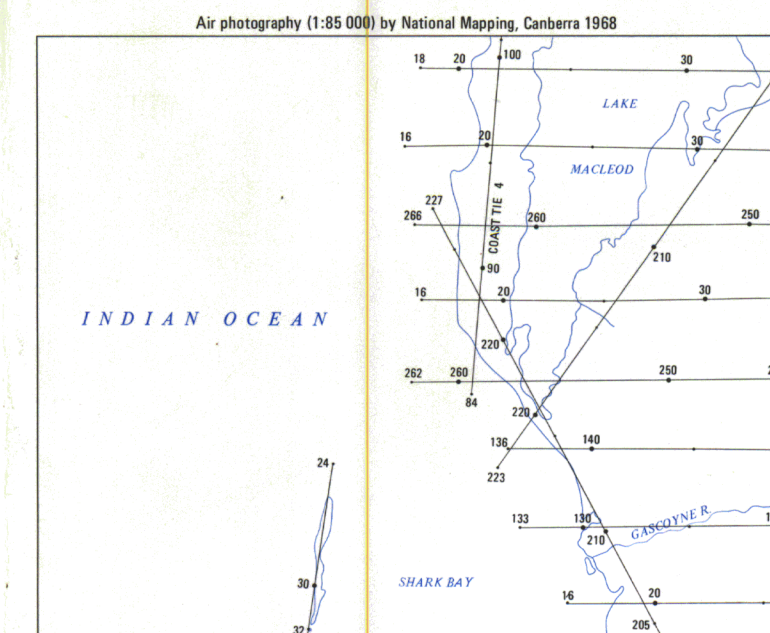 Air photography (1:85 000) by National Mapping, Canberra 1968
18 20 100 30
LAKE
16 20 30
MACLEOD
227
266 260 250
COAST TIE 4
210
90
16 20 30
INDIAN OCEAN
220
262 260 250
84
220
136 140
223
24
133 130
GASCOYNE R.
210
30
SHARK BAY
16 20
205
32